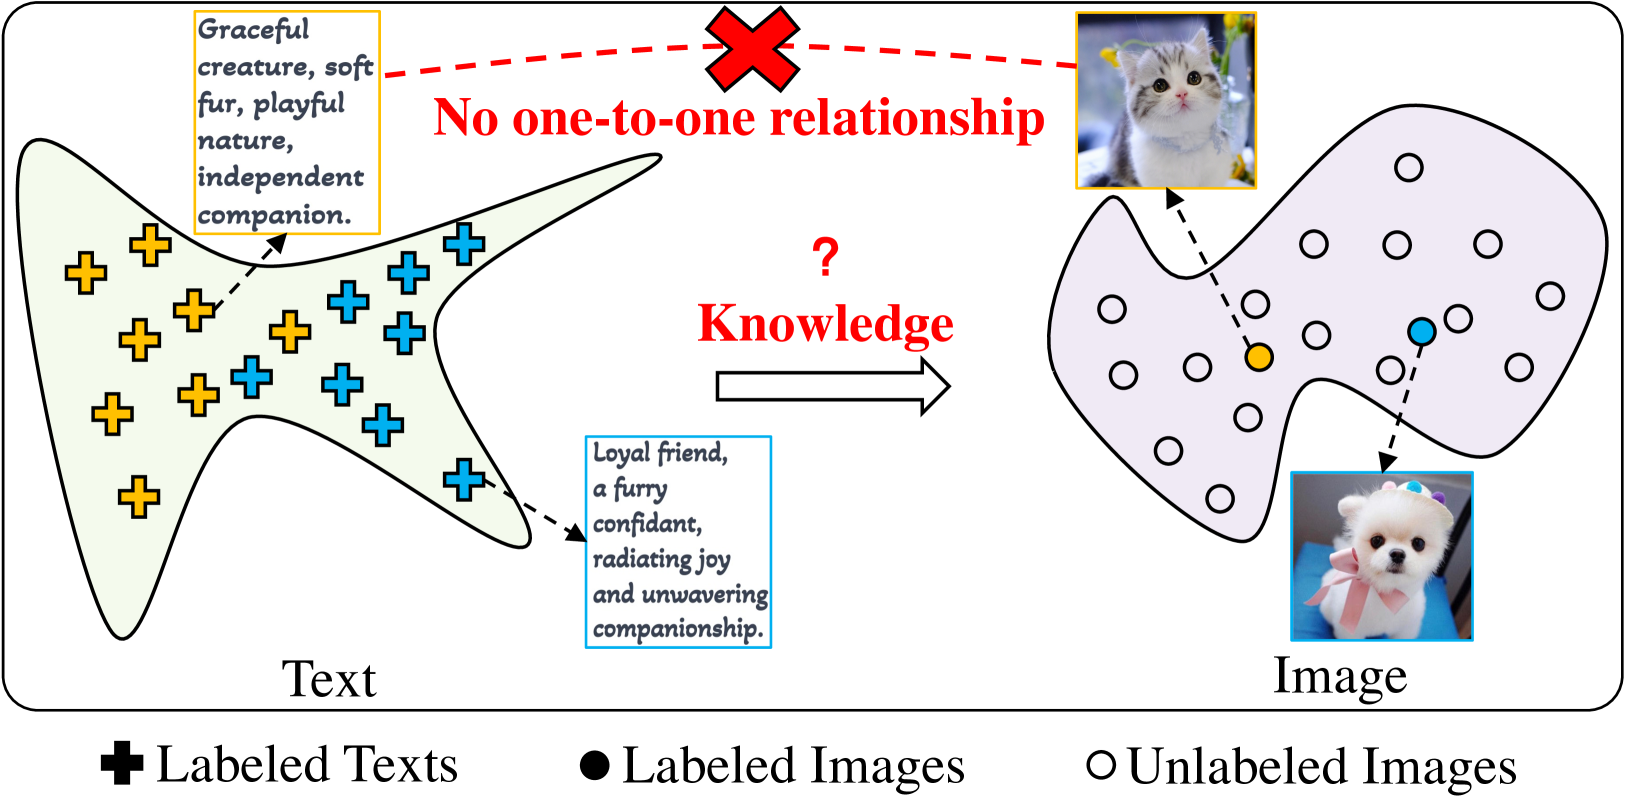 Graceful
creature, soft
fur, playful
nature,
independent
companion.
No one-to-one relationship
?
Knowledge
Loyal friend,
a furry
confidant,
radiating joy
and unwavering
companionship.
Text
Image
Labeled Texts
Labeled Images
Unlabeled Images